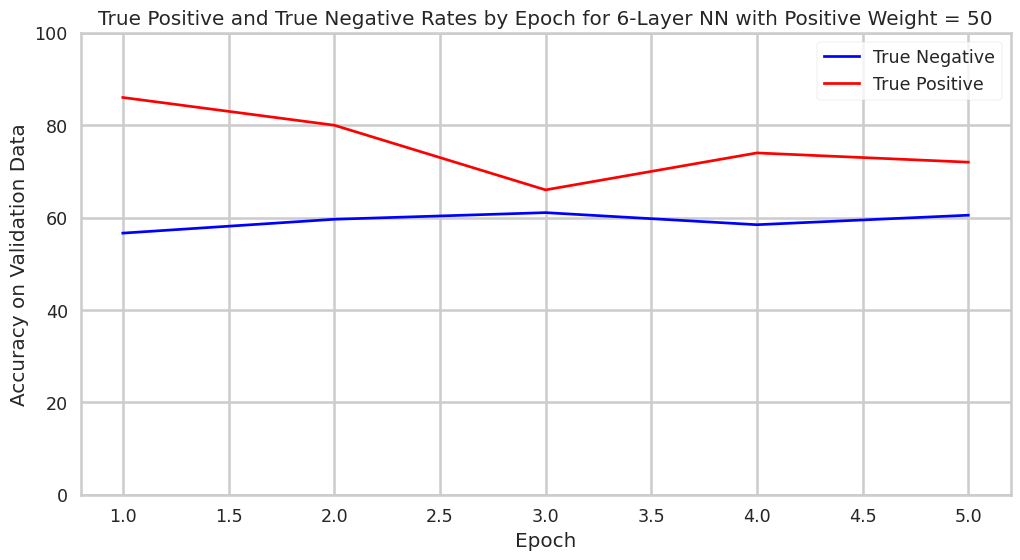 True Positive and True Negative Rates by Epoch for 6-Layer NN with Positive Weight = 50
True Negative
True Positive
Accuracy on Validation Data
100
80
60
40
20
0
1.0 1.5 2.0 2.5 3.0 3.5 4.0 4.5 5.0
Epoch